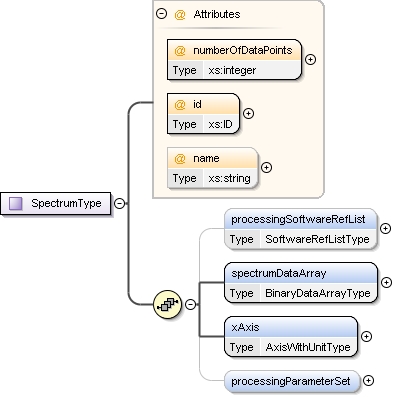 Attributes
numberOfDataPoints
Type xs:integer
id
Type xs:ID
name
Type xs:string
SpectrumType
processingSoftwareRefList
Type SoftwareRefListType
spectrumDataArray
Type BinaryDataArrayType
xAxis
Type AxisWithUnitType
processingParameterSet